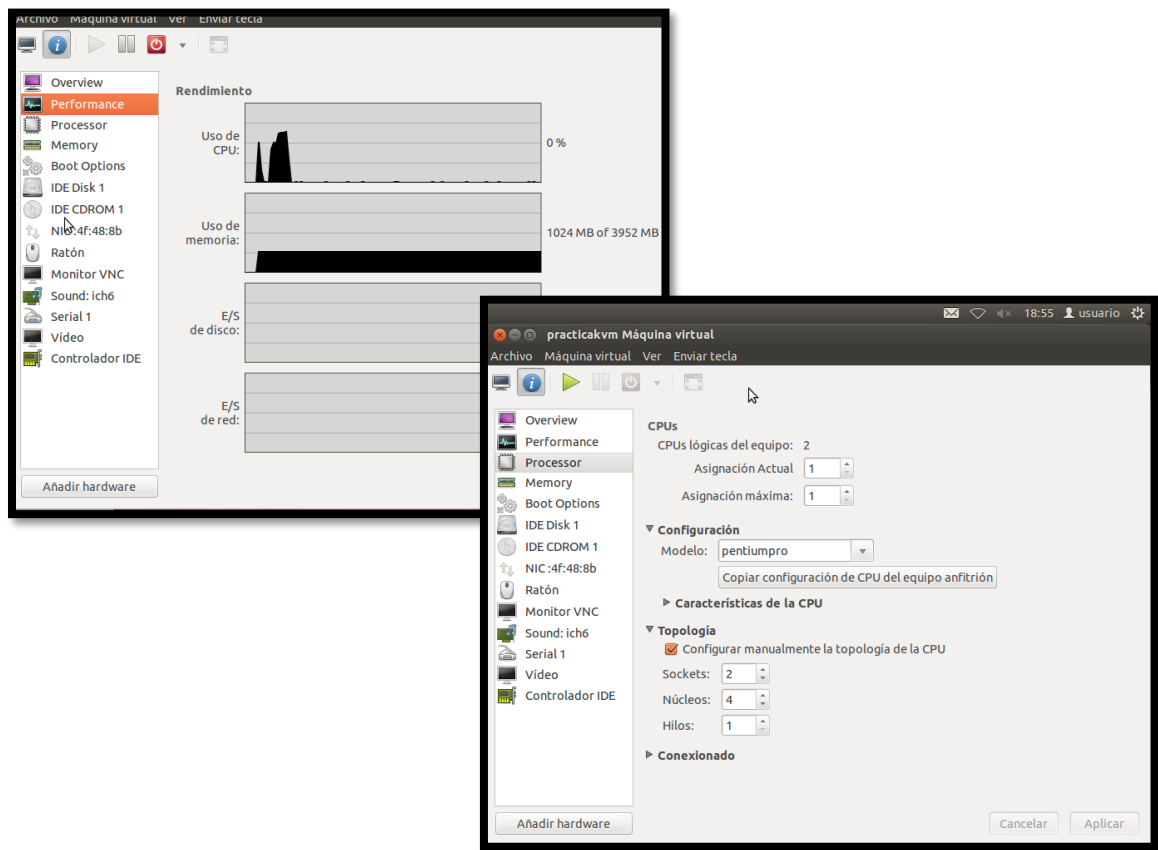 Archivo Máquina virtual Ver Enviar tecla
Overview
Performance
Processor
Memory
Boot Options
IDE Disk 1
IDE CDROM 1
NIC :4f:48:8b
Ratón
Monitor VNC
Sound: ich6
Serial 1
Vídeo
Controlador IDE
Añadir hardware
Rendimiento
Uso de
CPU:
0 %
Uso de
memoria:
1024 MB of 3952 MB
E/S
de disco:
E/S
de red:
18:55 usuario
practicakvm Máquina virtual
Archivo Máquina virtual Ver Enviar tecla
Overview
Performance
Processor
Memory
Boot Options
IDE Disk 1
IDE CDROM 1
NIC :4f:48:8b
Ratón
Monitor VNC
Sound: ich6
Serial 1
Vídeo
Controlador IDE
Añadir hardware
CPUs
CPUs lógicas del equipo: 2
Asignación Actual 1
Asignación máxima: 1
Configuración
Modelo: pentiumpro
Copiar configuración de CPU del equipo anfitrión
Características de la CPU
Topología
Configurar manualmente la topología de la CPU
Sockets: 2
Núcleos: 4
Hilos: 1
Conexionado
Cancelar Aplicar